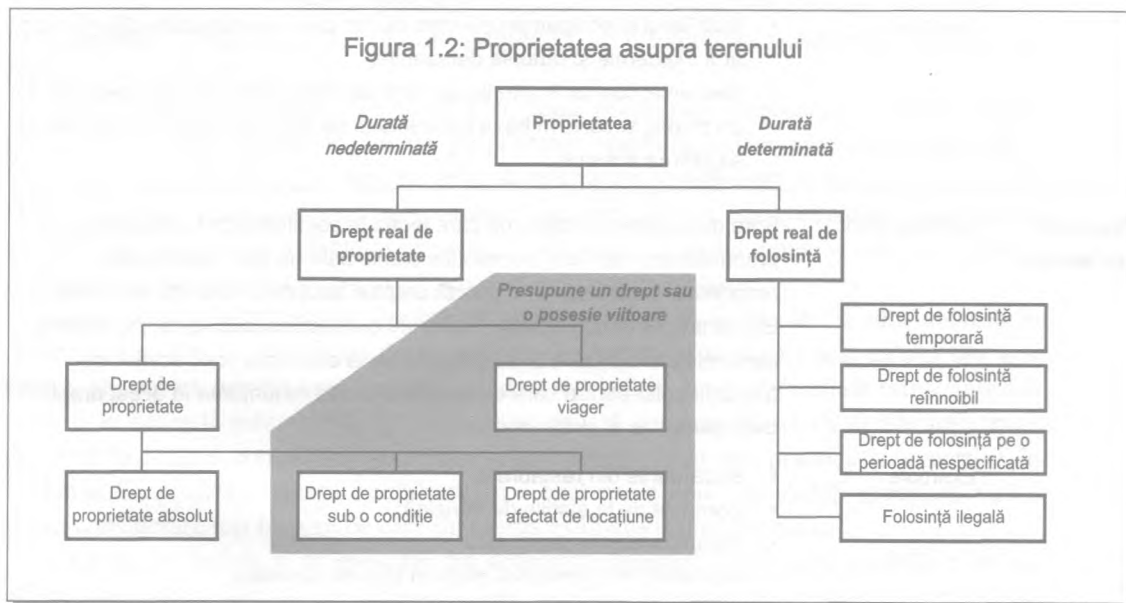 Figura 1.2: Proprietatea asupra terenului
Durată
nedeterminată
Proprietatea
Durată
determinată
Drept real de
proprietate
Drept real de
folosință
Presupune un drept sau
o posesie viitoare
Drept de
proprietate
Drept de proprietate
viager
Drept de
proprietate absolut
Drept de proprietate
sub o condiție
Drept de proprietate
de locațiune
Drept de folosință
temporară
Drept de folosință
reînnoibil
Drept de folosință pe o
perioadă nespecificată
Folosință ilegală